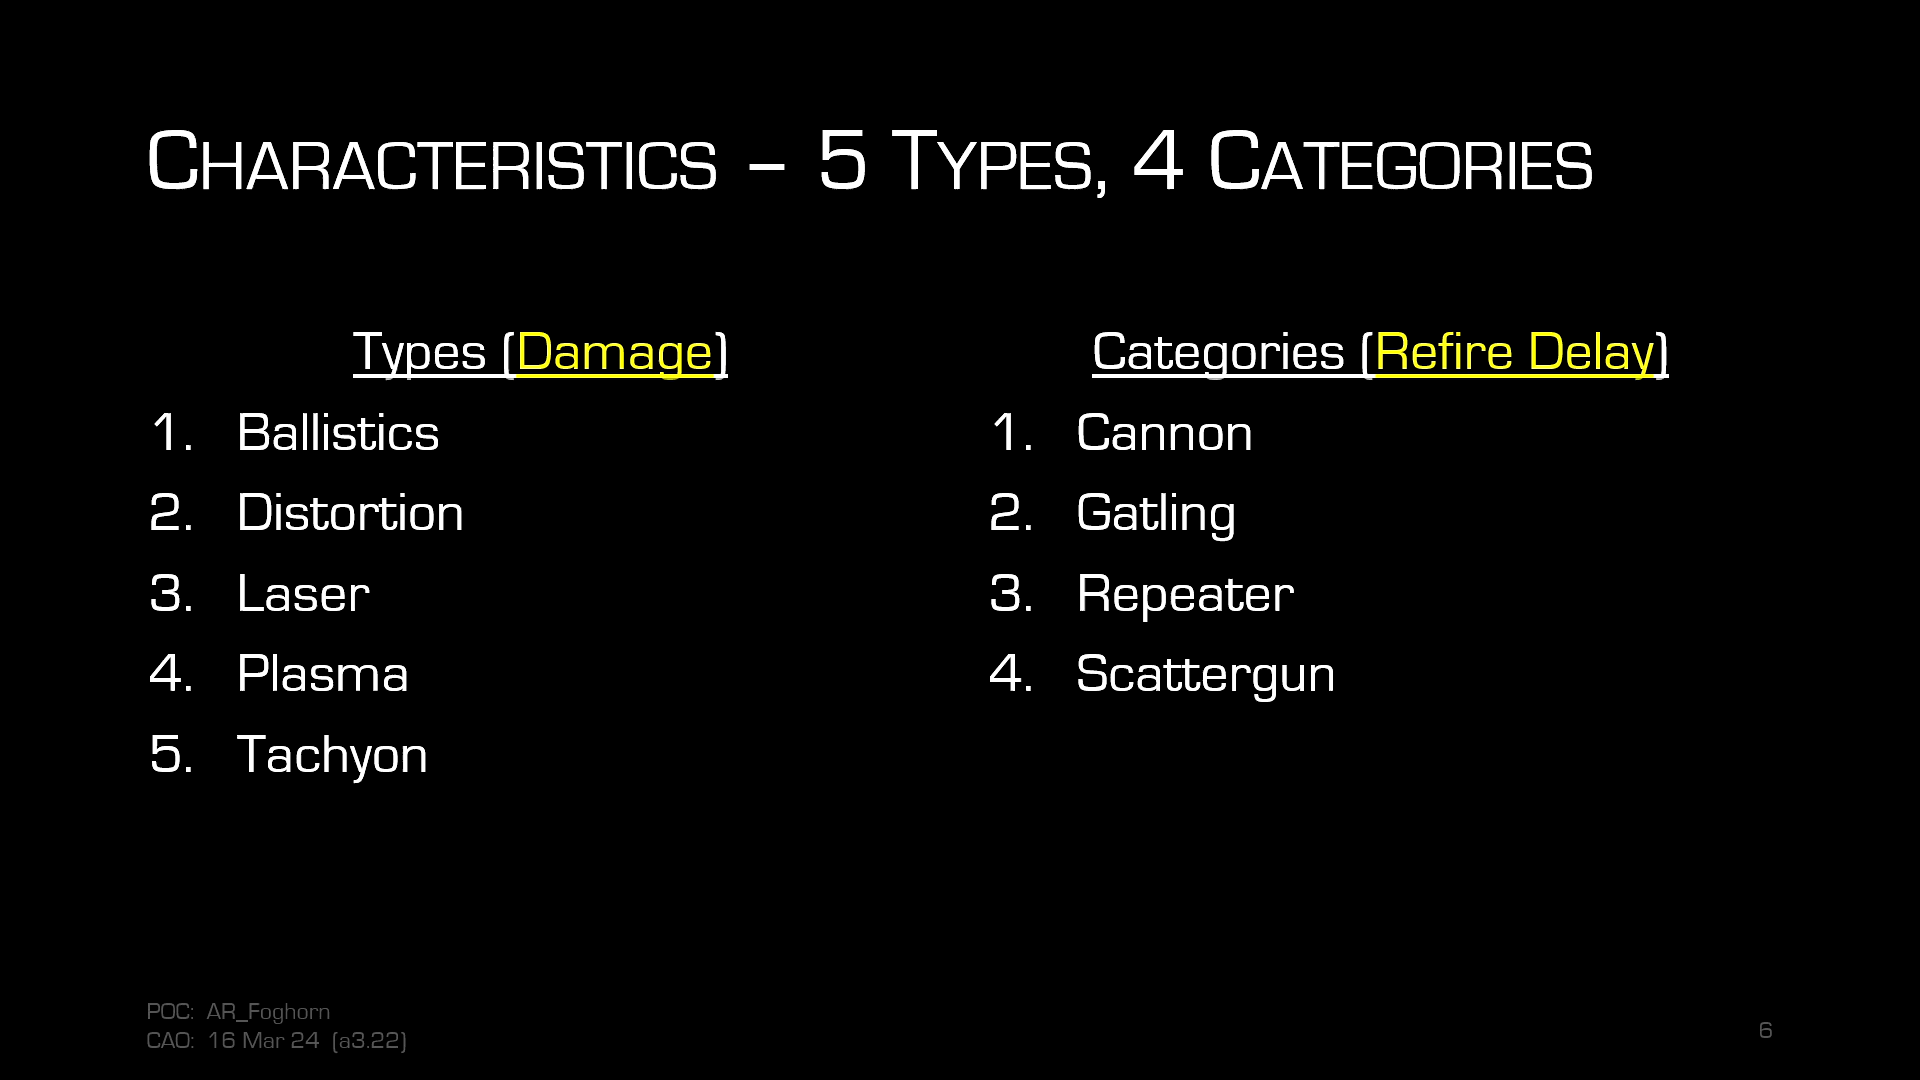 Characteristics – 5 Types, 4 Categories
Types (Damage)
1. Ballistics
2. Distortion
3. Laser
4. Plasma
5. Tachyon
Categories (Refire Delay)
1. Cannon
2. Gatling
3. Repeater
4. Scattergun
POC: AR_Foghorn
CAO: 16 Mar 24 (a3.22)
6